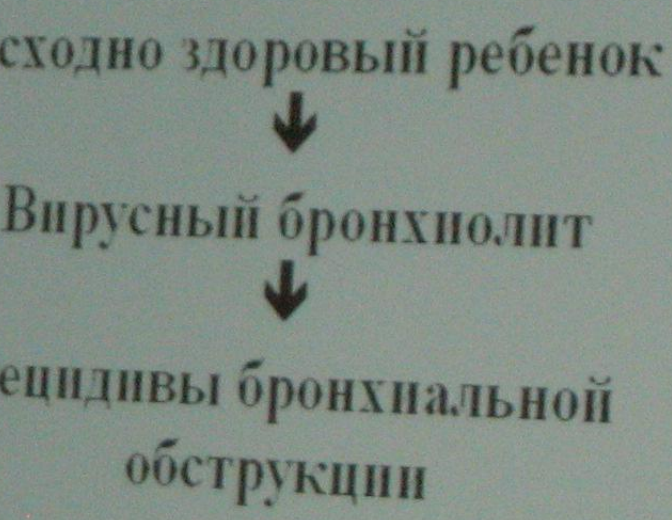 сходно здоровый ребенок
Вирусный бронхиолит
ецидивы бронхиальной
обструкции